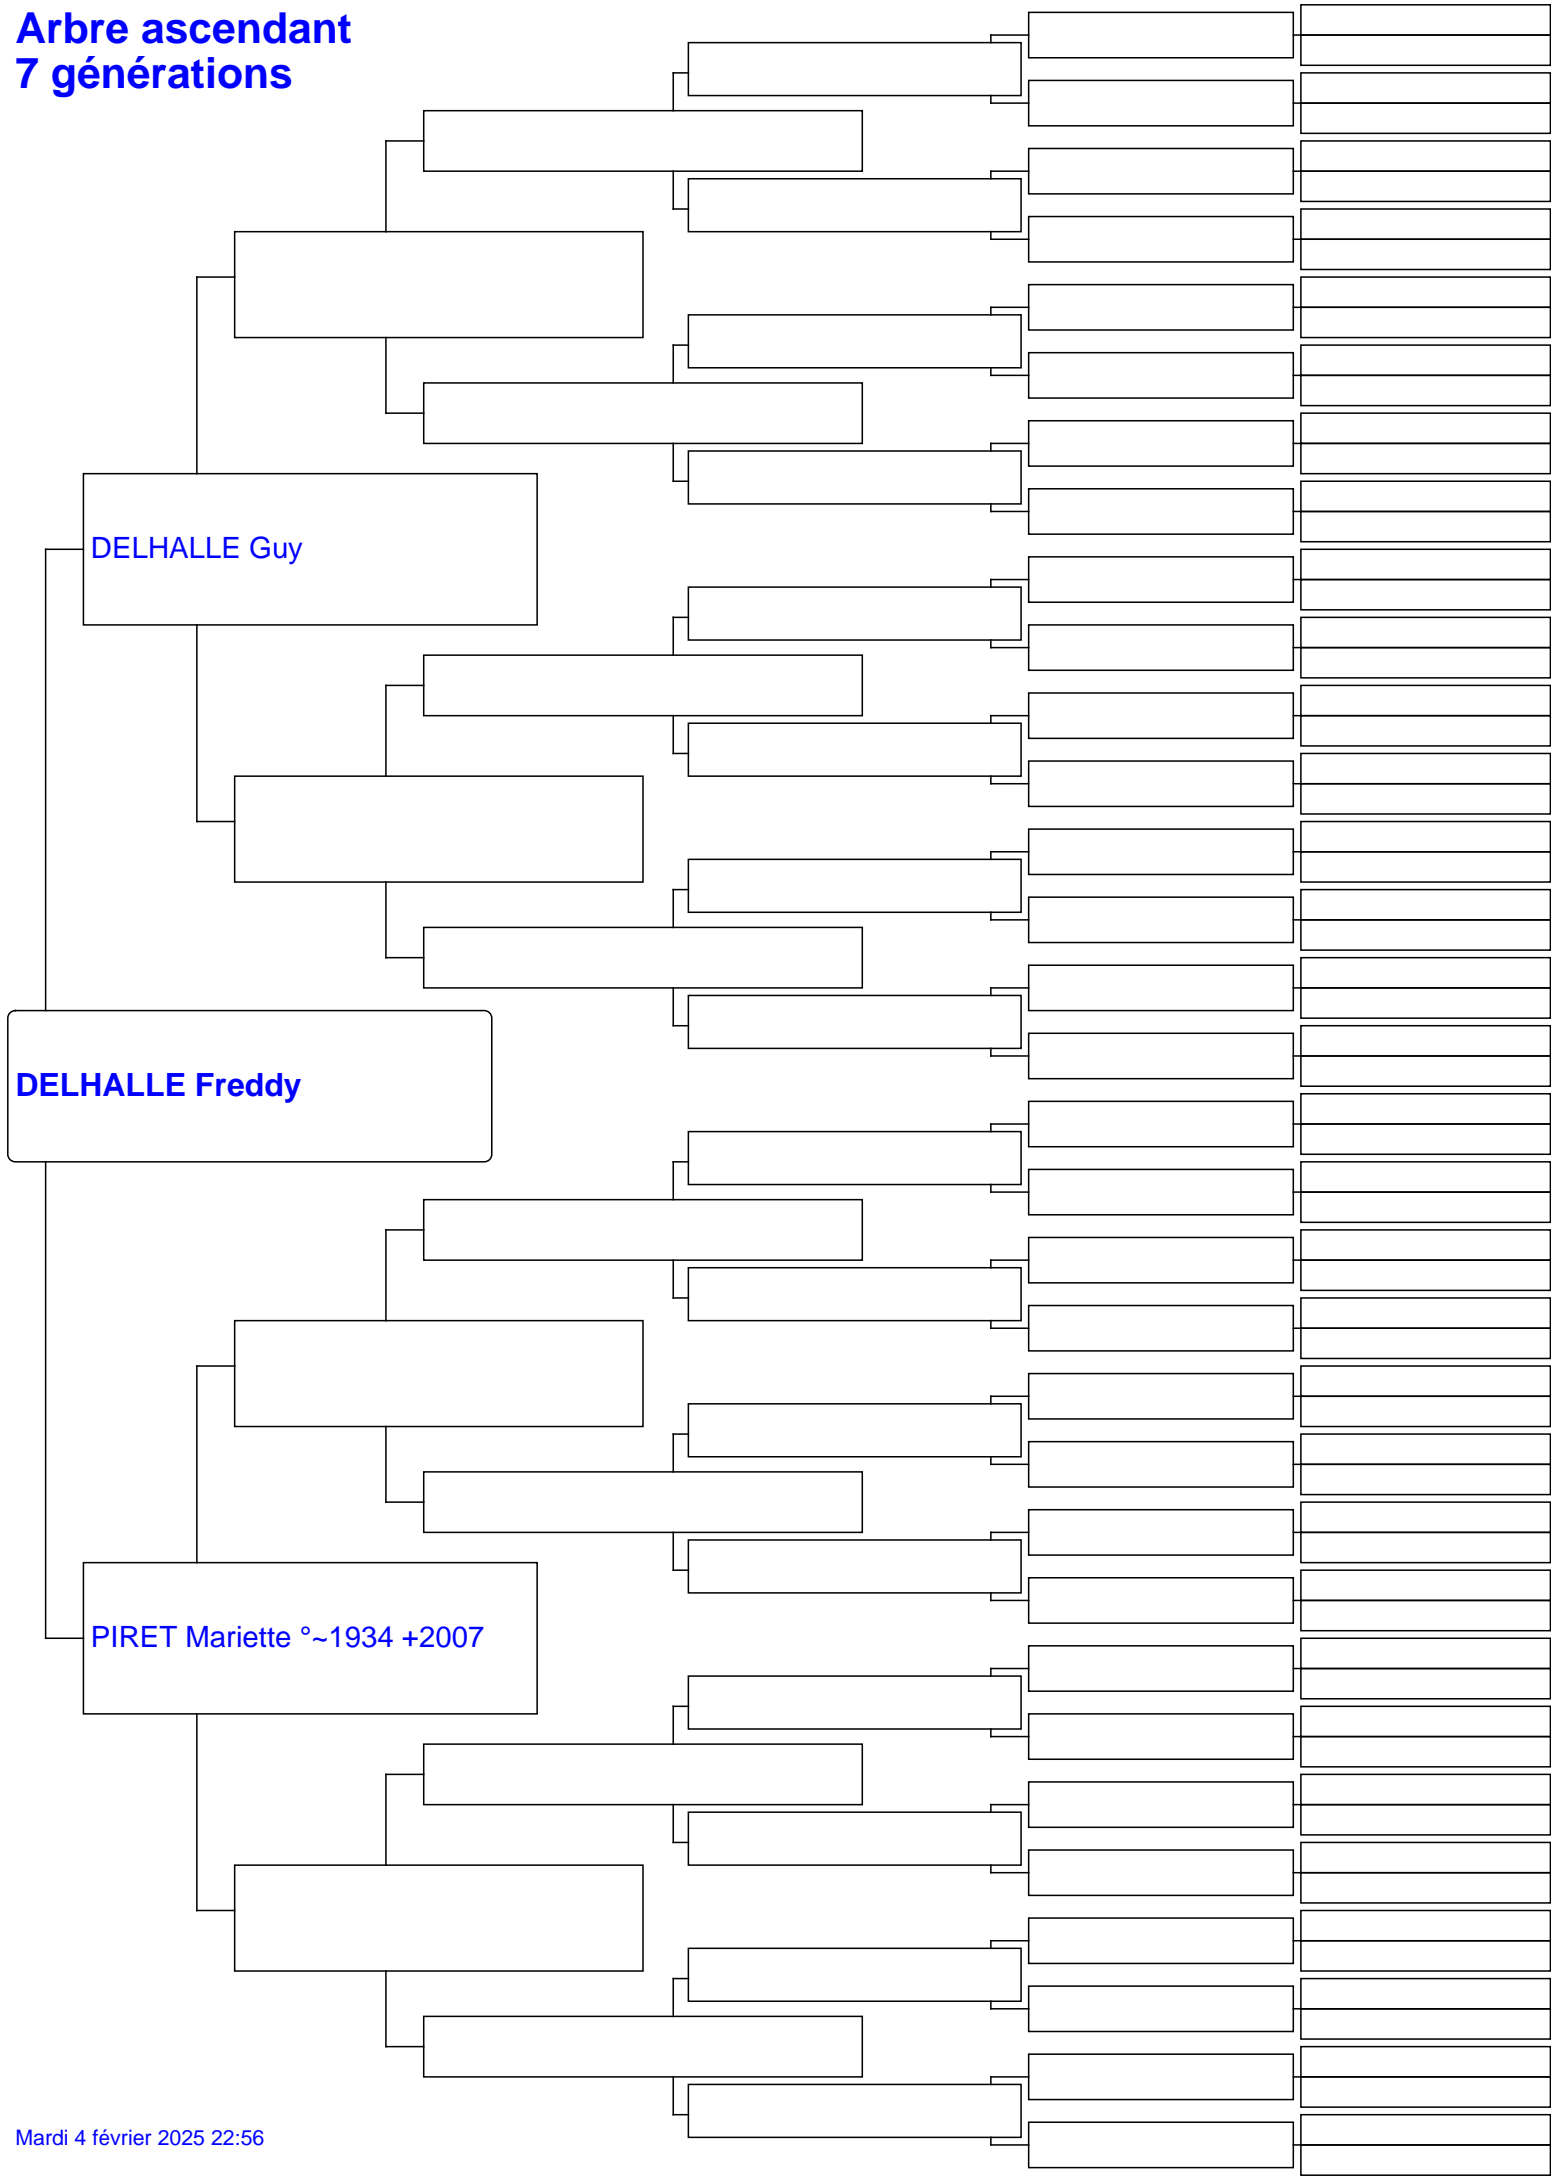 Arbre ascendant
7 générations
DELHALLE Guy
DELHALLE Freddy
PIRET Mariette °~1934 +2007
Mardi 4 février 2025 22:56